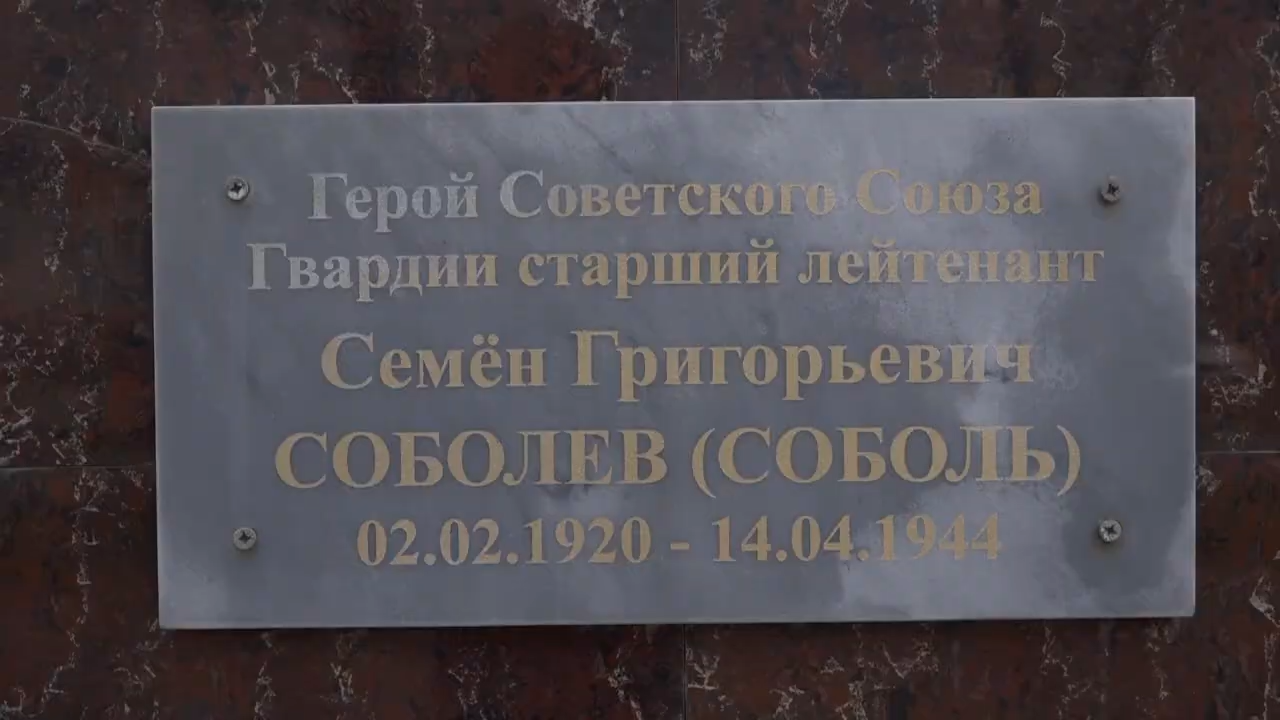 Герой Советского Союза
Гвардии старший лейтенант
Семён Григорьевич
СОБОЛЕВ (СОБОЛЬ)
02.02.1920 - 14.04.1944